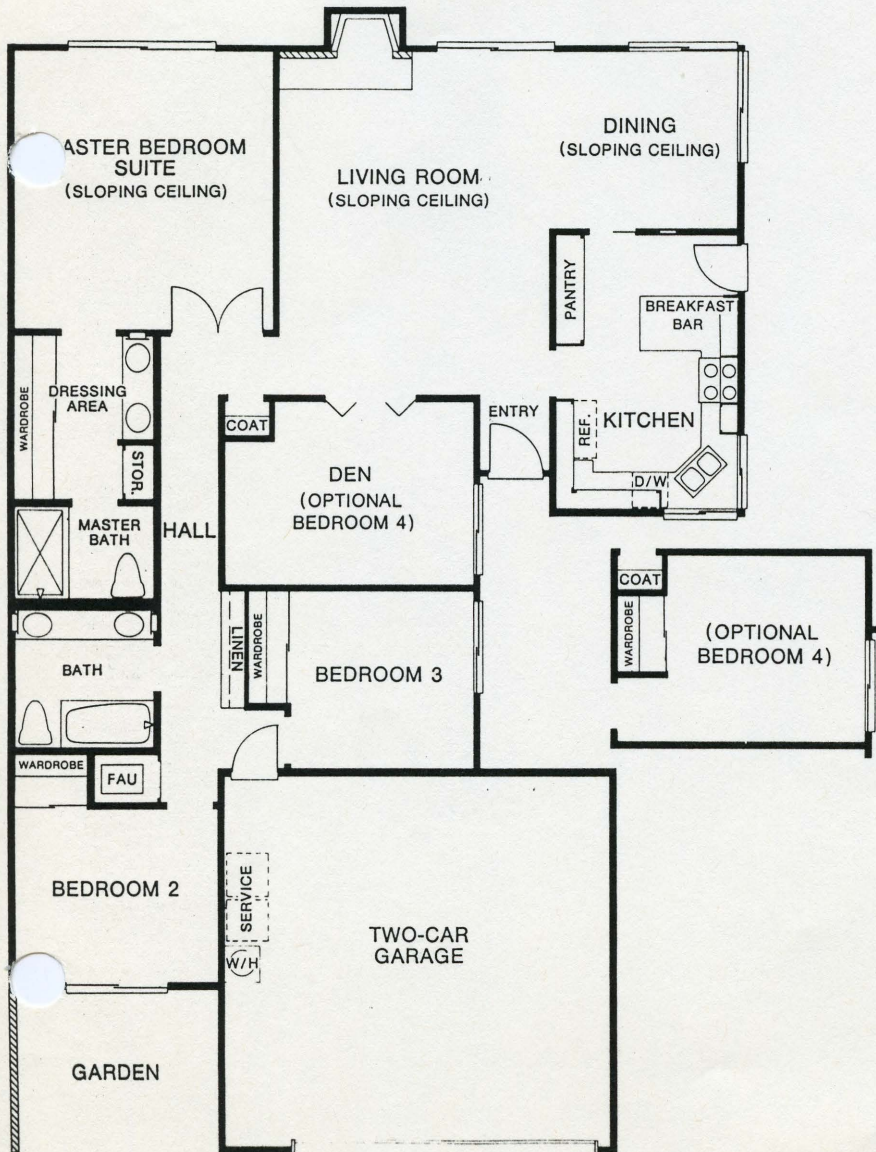 ASTER BEDROOM
SUITE
(SLOPING CEILING)
LIVING ROOM
(SLOPING CEILING)
DINING
(SLOPING CEILING)
PANTRY
BREAKFAST
BAR
WARDROBE
DRESSING
AREA
STOR.
COAT
ENTRY
REF.
KITCHEN
D/W
DEN
(OPTIONAL
BEDROOM 4)
MASTER
BATH
HALL
COAT
WARDROBE
(OPTIONAL
BEDROOM 4)
BATH
LINEN
WARDROBE
BEDROOM 3
WARDROBE
FAU
BEDROOM 2
SERVICE
W/H
TWO-CAR
GARAGE
GARDEN